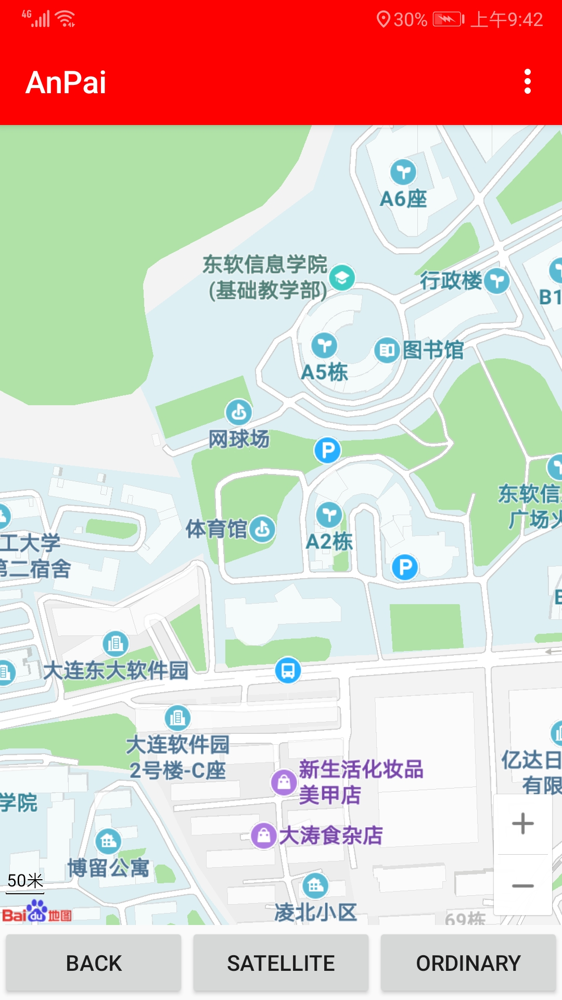 4G
30%
上午9:42
AnPai
A6座
东软信息学院
(基础教学部)
行政楼
B1
A5栋
图书馆
网球场
P
东软信
广场火
体育馆
A2栋
工大学
第二宿舍
P
大连东大软件园
大连软件园
2号楼-C座
亿达日
有限
新生活化妆品
美甲店
学院
大涛食杂店
博留公寓
50米
凌北小区
69栋
Bai du 地图
BACK
SATELLITE
ORDINARY